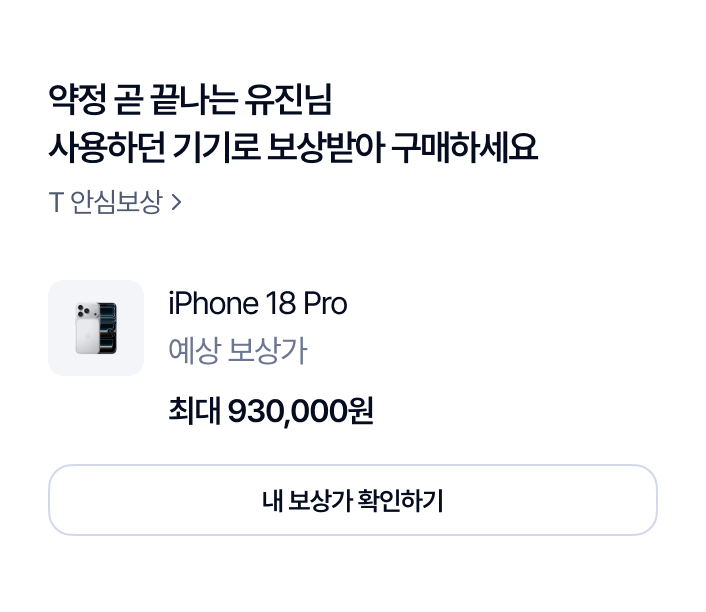 약정 곧 끝나는 유진님
사용하던 기기로 보상받아 구매하세요
T 안심보상 >
iPhone 18 Pro
예상 보상가
최대 930,000원
내 보상가 확인하기